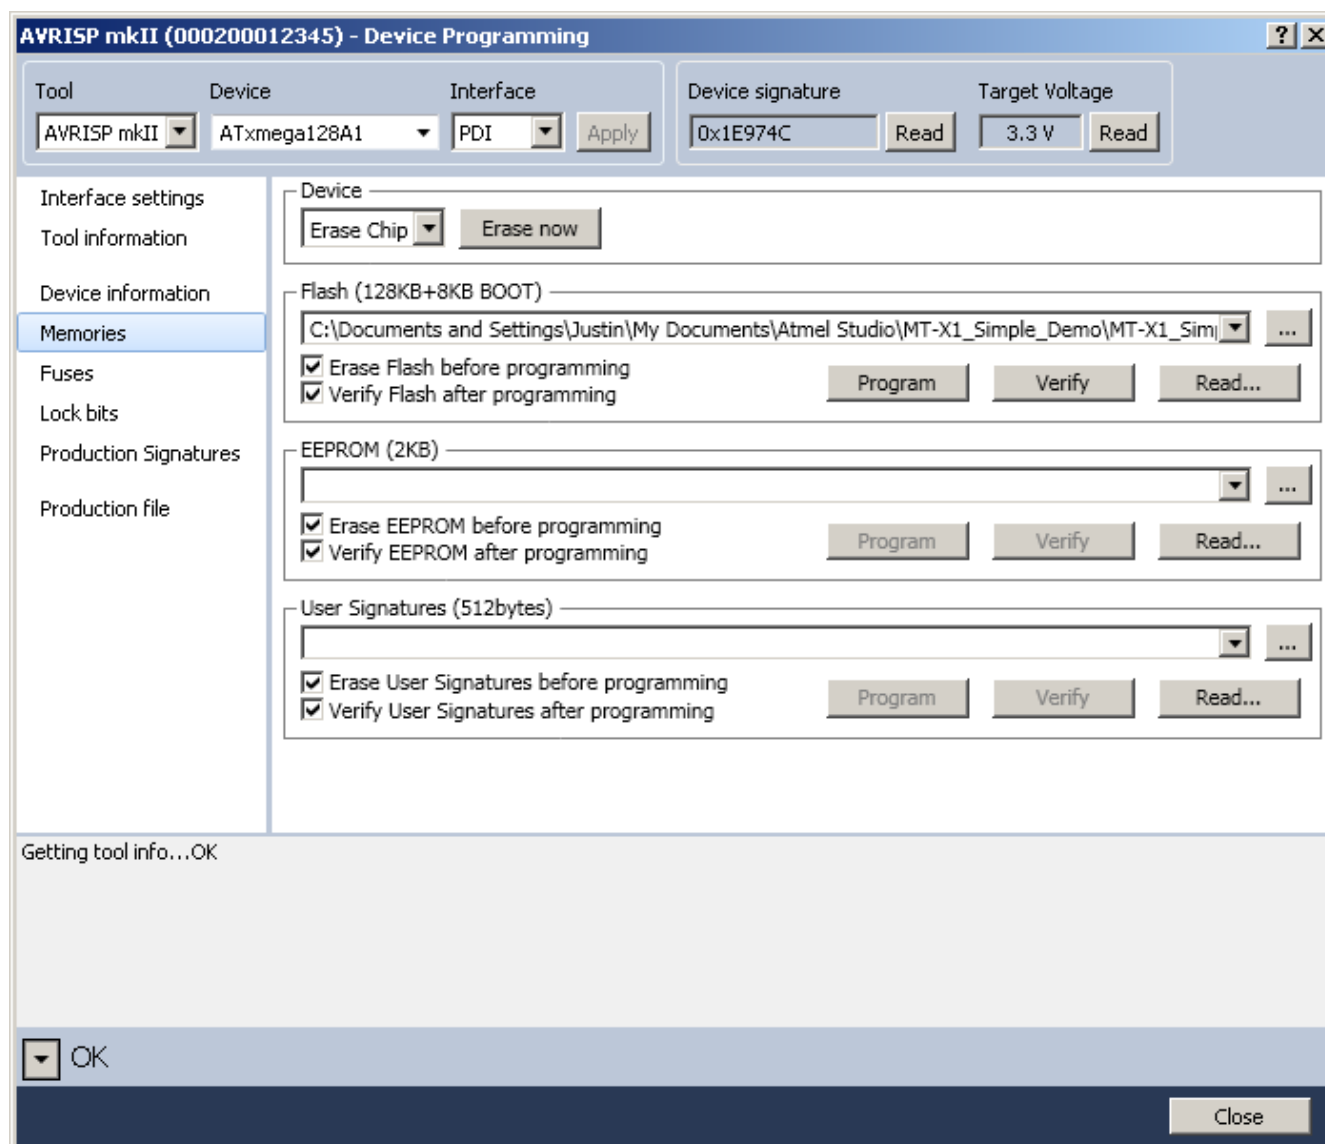 AVRISP mkII (000200012345) - Device Programming
Tool Device Interface Device signature Target Voltage
AVRISP mkII ATxmega128A1 PDI Apply 0x1E974C Read 3.3 V Read
Interface settings
Tool information
Device information
Memories
Fuses
Lock bits
Production Signatures
Production file
Device
Erase Chip Erase now
Flash (128KB+8KB BOOT)
C:\Documents and Settings\Justin\My Documents\Atmel Studio\MT-X1_Simple_Demo\MT-X1_Sim ...
Erase Flash before programming
Verify Flash after programming
Program Verify Read...
EEPROM (2KB)
...
Erase EEPROM before programming
Verify EEPROM after programming
Program Verify Read...
User Signatures (512bytes)
...
Erase User Signatures before programming
Verify User Signatures after programming
Program Verify Read...
Getting tool info...OK
OK
Close